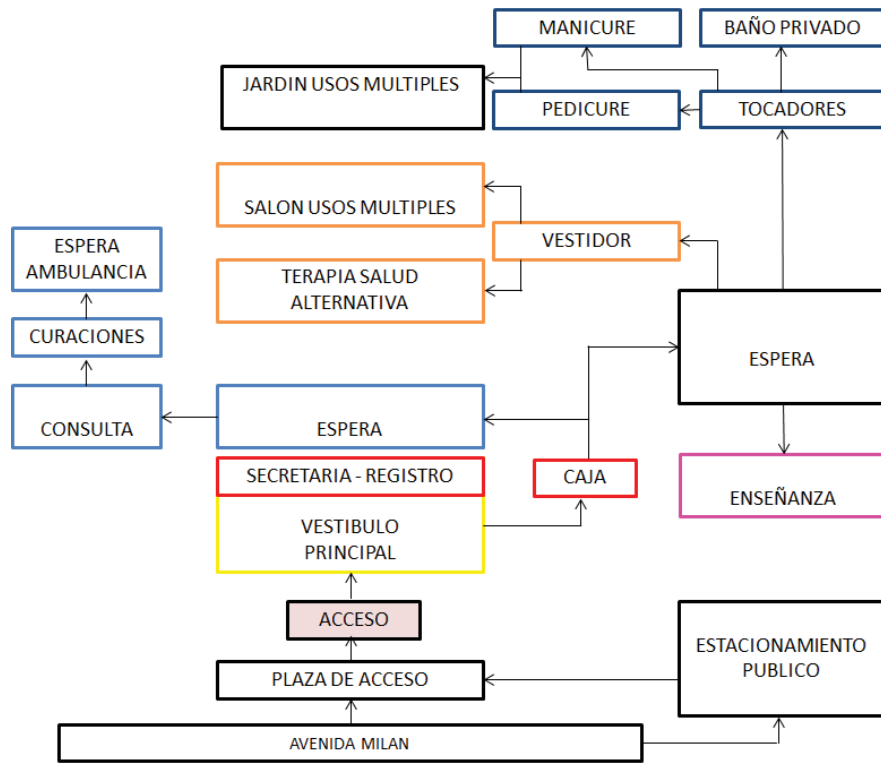 MANICURE
BAÑO PRIVADO
JARDIN USOS MULTIPLES
PEDICURE
TOCADORES
SALON USOS MULTIPLES
VESTIDOR
ESPERA
AMBULANCIA
TERAPIA SALUD
ALTERNATIVA
CURACIONES
ESPERA
CONSULTA
ESPERA
SECRETARIA - REGISTRO
CAJA
ENSEÑANZA
VESTIBULO
PRINCIPAL
ACCESO
ESTACIONAMIENTO
PUBLICO
PLAZA DE ACCESO
AVENIDA MILAN